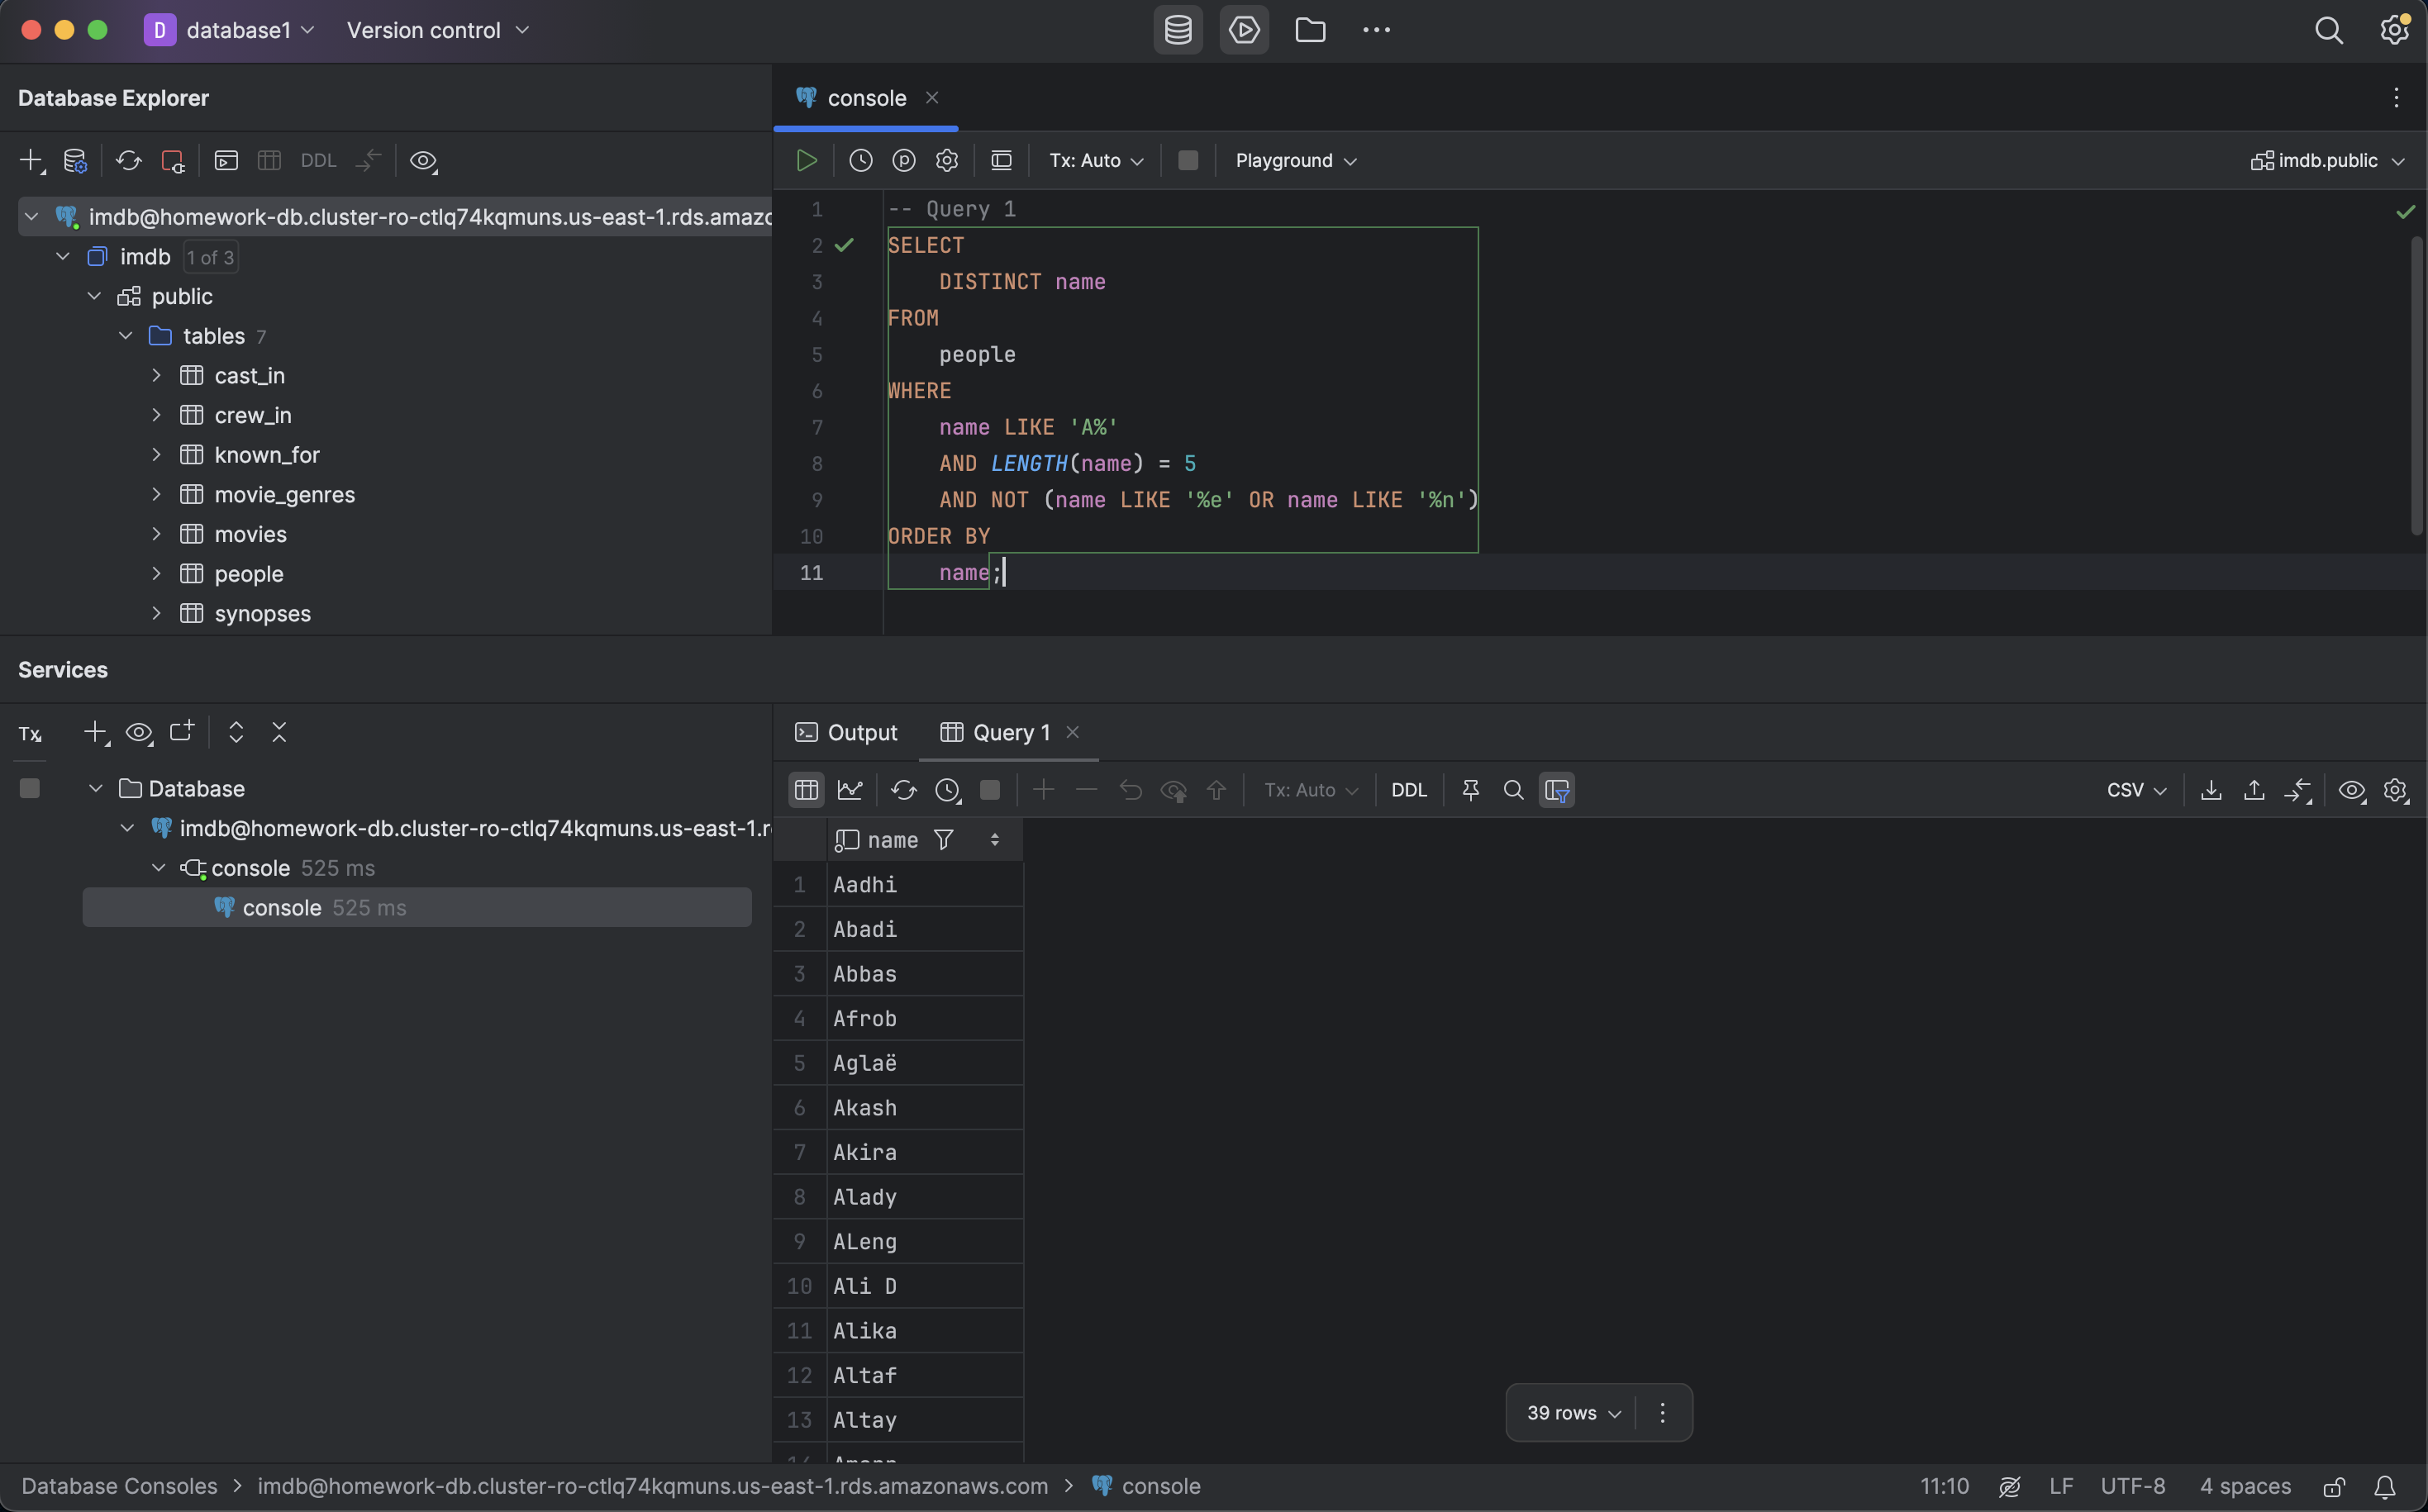 D database1 Version control
Database Explorer
DDL
imdb@homework-db.cluster-ro-ctlq74kqmuns.us-east-1.rds.amazo
imdb 1 of 3
public
tables 7
cast_in
crew_in
known_for
movie_genres
movies
people
synopses
console
Tx: Auto Playground imdb.public
1 -- Query 1
2 SELECT
3 DISTINCT name
4 FROM
5 people
6 WHERE
7 name LIKE 'A%'
8 AND LENGTH(name) = 5
9 AND NOT (name LIKE '%e' OR name LIKE '%n')
10 ORDER BY
11 name;
Services
Tx
Database
imdb@homework-db.cluster-ro-ctlq74kqmuns.us-east-1.r
console 525 ms
console 525 ms
Output Query 1
Tx: Auto DDL CSV
name
1 Aadhi
2 Abadi
3 Abbas
4 Afrob
5 Aglaë
6 Akash
7 Akira
8 Alady
9 ALeng
10 Ali D
11 Alika
12 Altaf
13 Altay
39 rows
Database Consoles > imdb@homework-db.cluster-ro-ctlq74kqmuns.us-east-1.rds.amazonaws.com > console
11:10 LF UTF-8 4 spaces